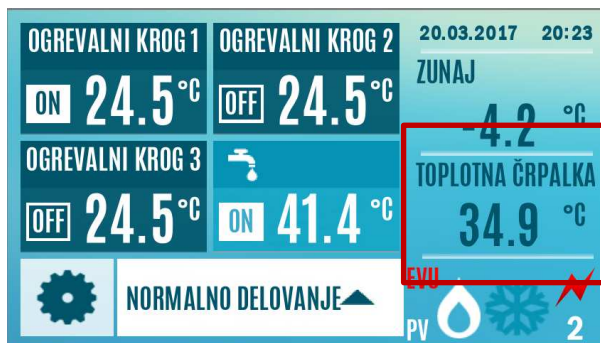 OGREVALNI KROG 1
ON 24.5°C
OGREVALNI KROG 2
OFF 24.5°C
20.03.2017 20:23
ZUNAJ
-4.2 °C
OGREVALNI KROG 3
OFF 24.5°C
ON 41.4 °C
TOPLOTNA ČRPALKA
34.9 °C
NORMALNO DELOVANJE
EVU
PV
2